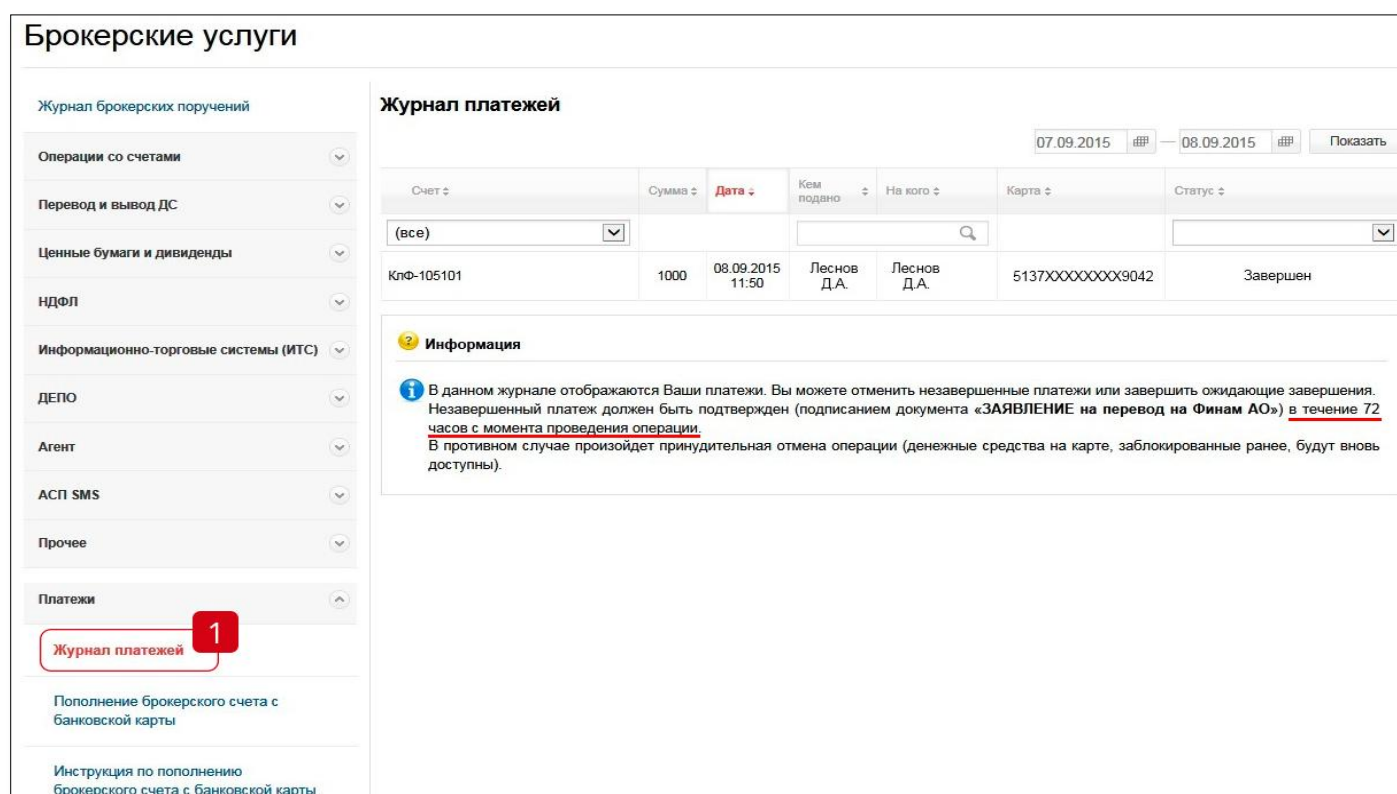 Брокерские услуги
Журнал брокерских поручений
Операции со счетами
Перевод и вывод ДС
Ценные бумаги и дивиденды
НДФЛ
Информационно-торговые системы (ИТС)
ДЕПО
Агент
АСП SMS
Прочее
Платежи
Журнал платежей
1
Пополнение брокерского счета с
банковской карты
Инструкция по пополнению
брокерского счета с банковской карты
Журнал платежей
07.09.2015 — 08.09.2015 Показать
Счет Сумма Дата Кем подано На кого Карта Статус
(все)
КлФ-105101 1000 08.09.2015 11:50 Леснов Д.А. Леснов Д.А. 5137XXXXXXXX9042 Завершен
Информация
В данном журнале отображаются Ваши платежи. Вы можете отменить незавершенные платежи или завершить ожидающие завершения.
Незавершенный платеж должен быть подтвержден (подписанием документа «ЗАЯВЛЕНИЕ на перевод на Финам АО») в течение 72
часов с момента проведения операции.
В противном случае произойдет принудительная отмена операции (денежные средства на карте, заблокированные ранее, будут вновь
доступны).